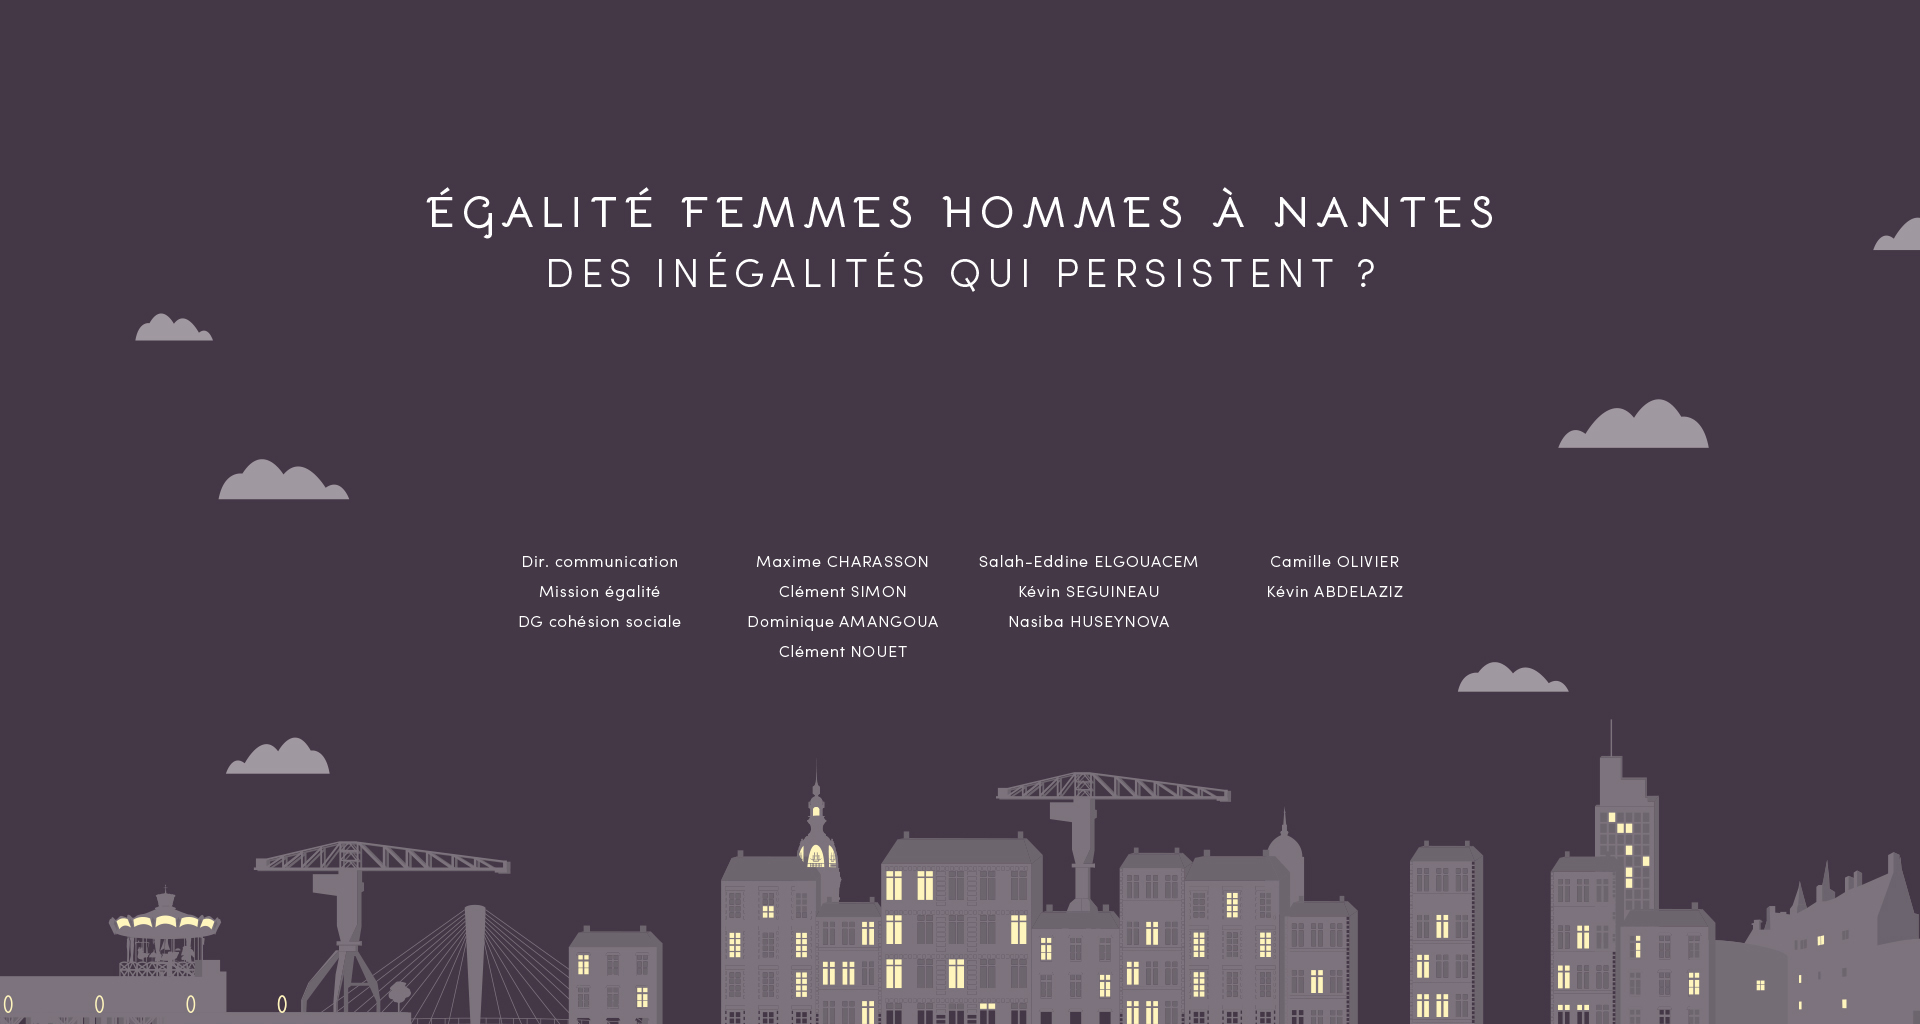 ÉGALITÉ FEMMES HOMMES À NANTES
DES INÉGALITÉS QUI PERSISTENT ?
Dir. communication
Mission égalité
DG cohésion sociale
Maxime CHARASSON
Clément SIMON
Dominique AMANGOUA
Clément NOUET
Salah-Eddine ELGOUACEM
Kévin SEGUINEAU
Nasiba HUSEYNOVA
Camille OLIVIER
Kévin ABDELAZIZ